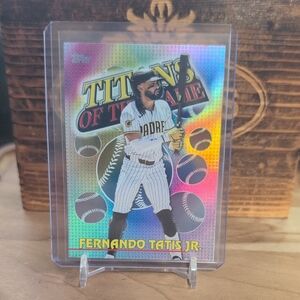 Topps
TITANS
OF THE GAME
PADRES
FERNANDO TATIS JR.